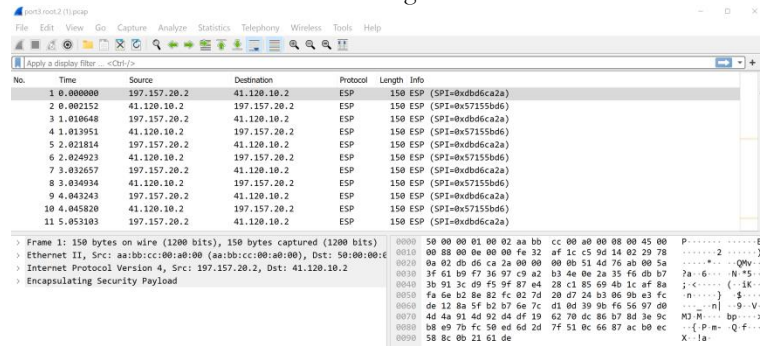 port3 root2 (1).pcap
File Edit View Go Capture Analyze Statistics Telephony Wireless Tools Help
Apply a display filter ... <Ctrl-/>
No. Time Source Destination Protocol Length Info
1 0.000000 197.157.20.2 41.120.10.2 ESP 150 ESP (SPI=0xdbd6ca2a)
2 0.002152 41.120.10.2 197.157.20.2 ESP 150 ESP (SPI=0x57155bd6)
3 1.010648 197.157.20.2 41.120.10.2 ESP 150 ESP (SPI=0xdbd6ca2a)
4 1.013951 41.120.10.2 197.157.20.2 ESP 150 ESP (SPI=0x57155bd6)
5 2.021814 197.157.20.2 41.120.10.2 ESP 150 ESP (SPI=0xdbd6ca2a)
6 2.024923 41.120.10.2 197.157.20.2 ESP 150 ESP (SPI=0x57155bd6)
7 3.032657 197.157.20.2 41.120.10.2 ESP 150 ESP (SPI=0xdbd6ca2a)
8 3.034934 41.120.10.2 197.157.20.2 ESP 150 ESP (SPI=0x57155bd6)
9 4.043243 197.157.20.2 41.120.10.2 ESP 150 ESP (SPI=0xdbd6ca2a)
10 4.045820 41.120.10.2 197.157.20.2 ESP 150 ESP (SPI=0x57155bd6)
11 5.053103 197.157.20.2 41.120.10.2 ESP 150 ESP (SPI=0xdbd6ca2a)
> Frame 1: 150 bytes on wire (1200 bits), 150 bytes captured (1200 bits)
> Ethernet II, Src: aa:bb:cc:00:a0:00 (aa:bb:cc:00:a0:00), Dst: 50:00:00:0
> Internet Protocol Version 4, Src: 197.157.20.2, Dst: 41.120.10.2
> Encapsulating Security Payload
0000 50 00 00 01 00 02 aa bb cc 00 a0 00 08 00 45 00
0010 00 88 00 0e 00 00 fe 32 af 1c c5 9d 14 02 29 78
0020 0a 02 db d6 ca 2a 00 00 00 0b 51 4d 76 ab 00 5a
0030 3f 61 b9 f7 36 97 c9 a2 b3 4e 0e 2a 35 f6 db b7
0040 3b 91 3c d9 f5 9f 87 e4 28 c1 85 69 4b 1c af 8a
0050 fa 6e b2 8e 82 fc 02 7d 20 d7 24 b3 06 9b e3 fc
0060 de 12 8a 5f b2 b7 6e 7c d1 0d 39 9b f6 56 97 d0
0070 4d 4a 91 4d 92 d4 df 19 62 70 dc 86 b7 8d 3e 9c
0080 b8 e9 7b fc 50 ed 6d 2d 7f 51 0c 66 87 ac b0 ec
0090 58 8c 0b 21 61 de